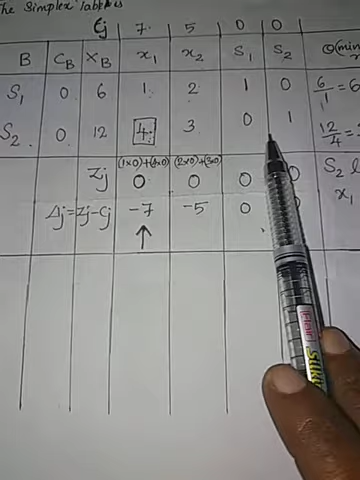 The Simplex table is
Cj 7 5 0 0
B CB XB x1 x2 S1 S2 θ(min
S1 0 6 1 2 1 0 6/1 = 6
S2 0 12 4 3 0 1 12/4 =
Zj (1×0)+(4×0) (2×0)+(3×0) S2
0 0 0 0 x1
Δj = Zj-Cj -7 -5 0
↑
Hair